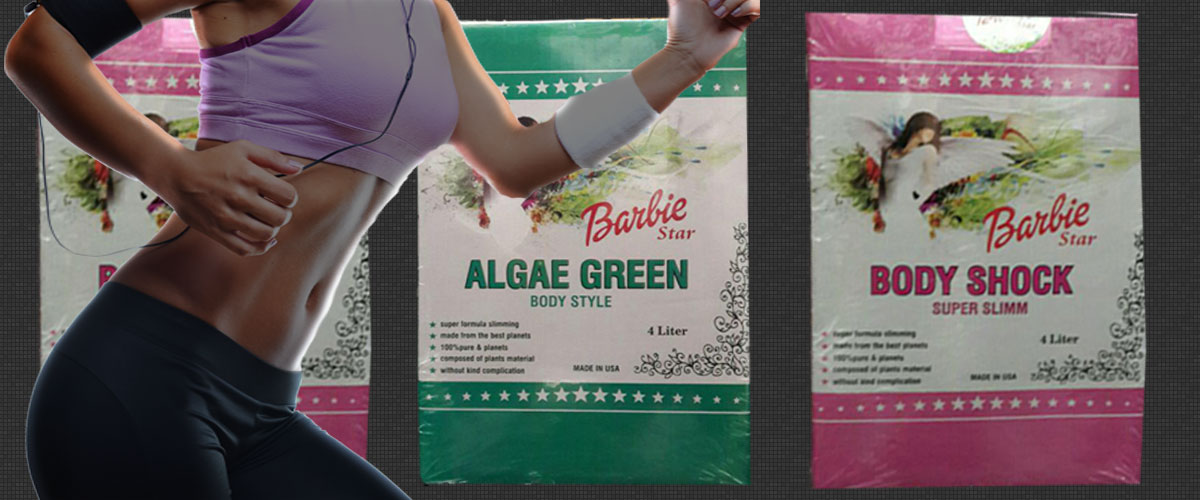 Barbie
Star
ALGAE GREEN
BODY STYLE
super formula slimming
made from the best planets
100%pure & planets
composed of plants material
without kind complication
4 Liter
MADE IN USA
Barbie
Star
BODY SHOCK
SUPER SLIMM
super formula slimming
made from the best planets
100%pure & planets
composed of plants material
without kind complication
4 Liter
MADE IN USA